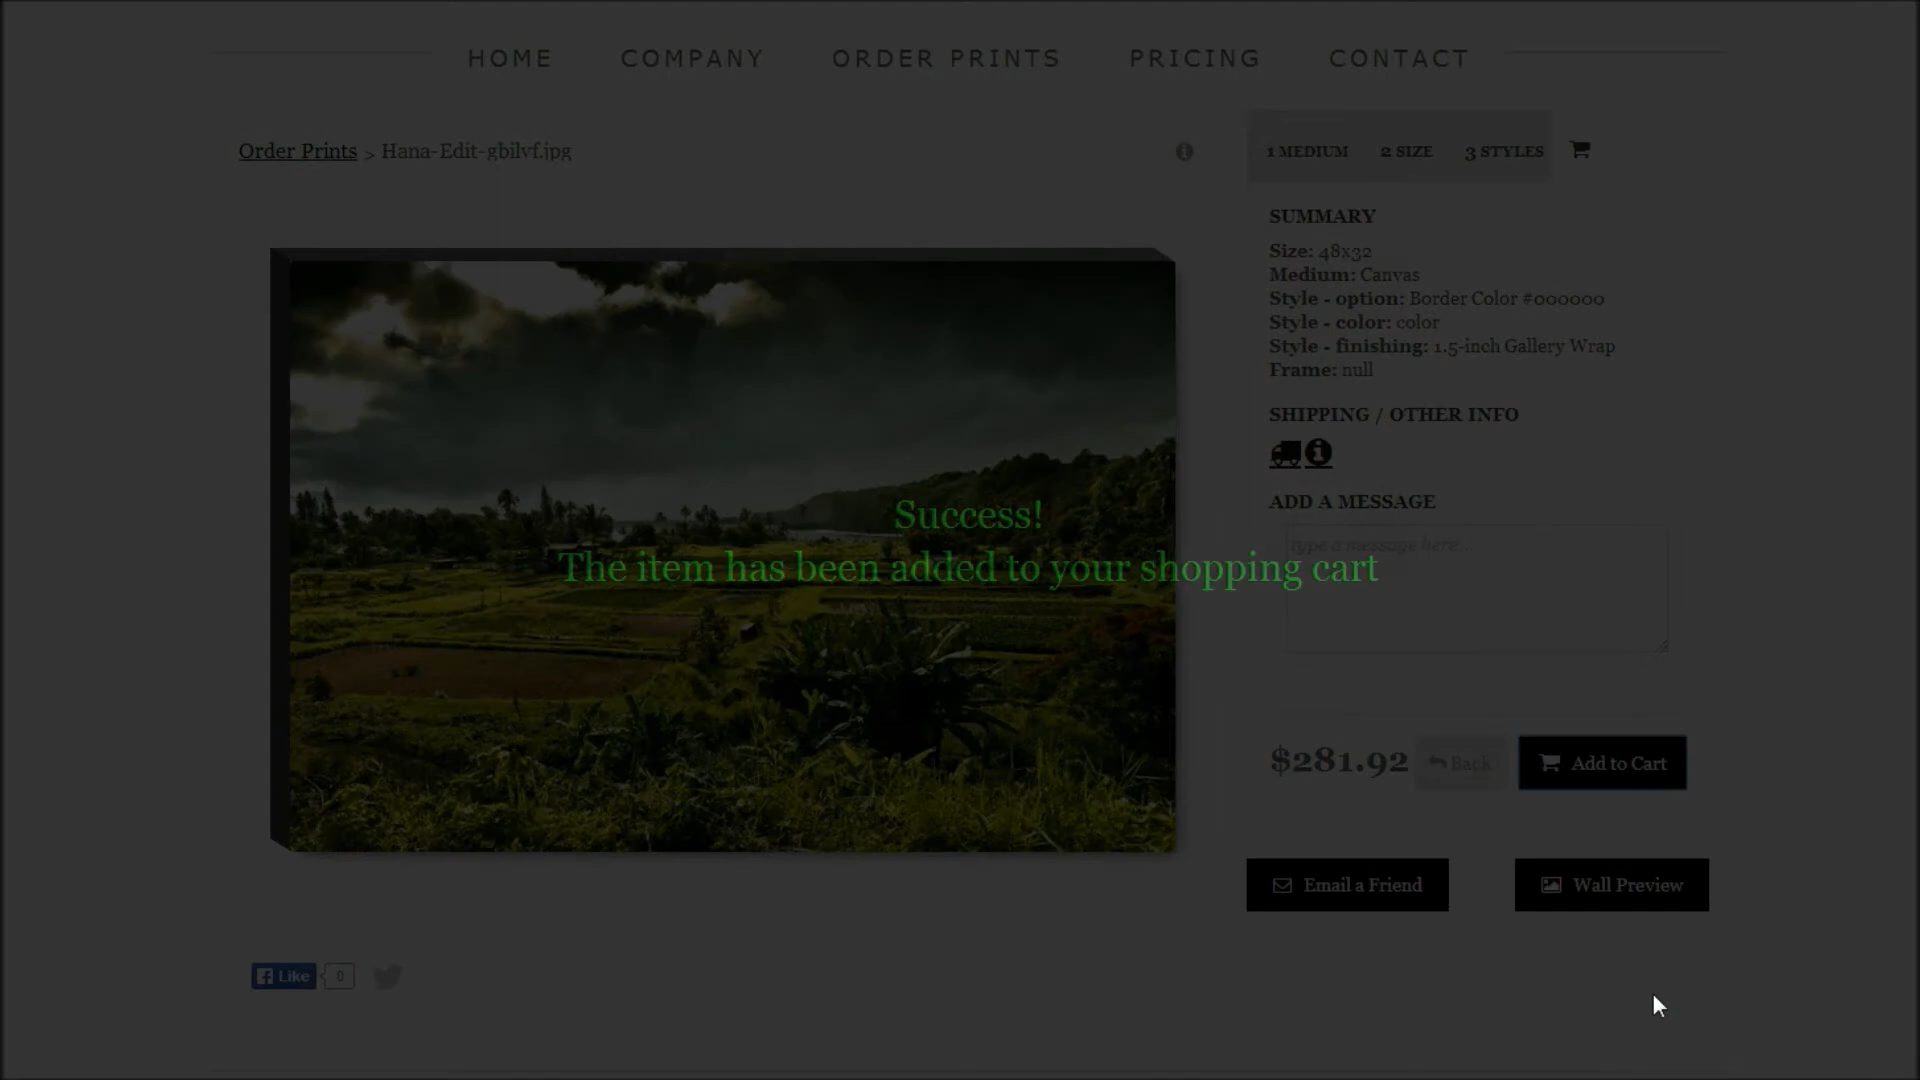 HOME COMPANY ORDER PRINTS PRICING CONTACT
Order Prints > Hana-Edit-gbilvf.jpg
1 MEDIUM 2 SIZE 3 STYLES
SUMMARY
Size: 48x32
Medium: Canvas
Style - option: Border Color #000000
Style - color: color
Style - finishing: 1.5-inch Gallery Wrap
Frame: null
SHIPPING / OTHER INFO
ADD A MESSAGE
type a message here...
Success!
The item has been added to your shopping cart
$281.92 Back Add to Cart
Email a Friend Wall Preview
Like 0